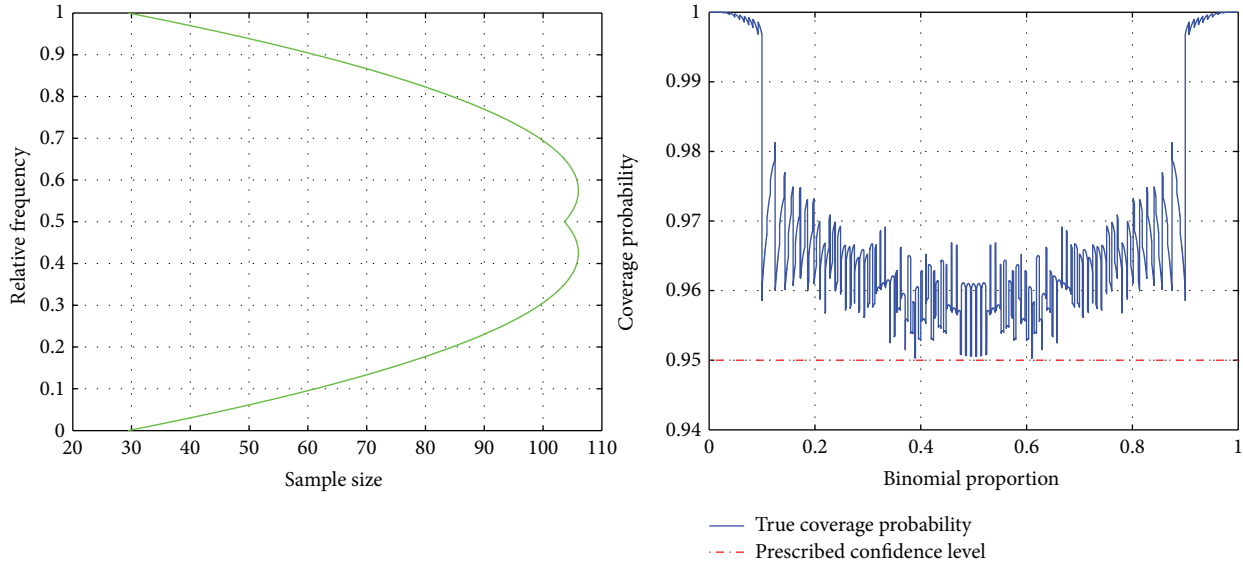 1
0.9
0.8
0.7
0.6
0.5
0.4
0.3
0.2
0.1
0
Relative frequency
20 30 40 50 60 70 80 90 100 110
Sample size
1
0.99
0.98
0.97
0.96
0.95
0.94
Coverage probability
0 0.2 0.4 0.6 0.8 1
Binomial proportion
True coverage probability
Prescribed confidence level